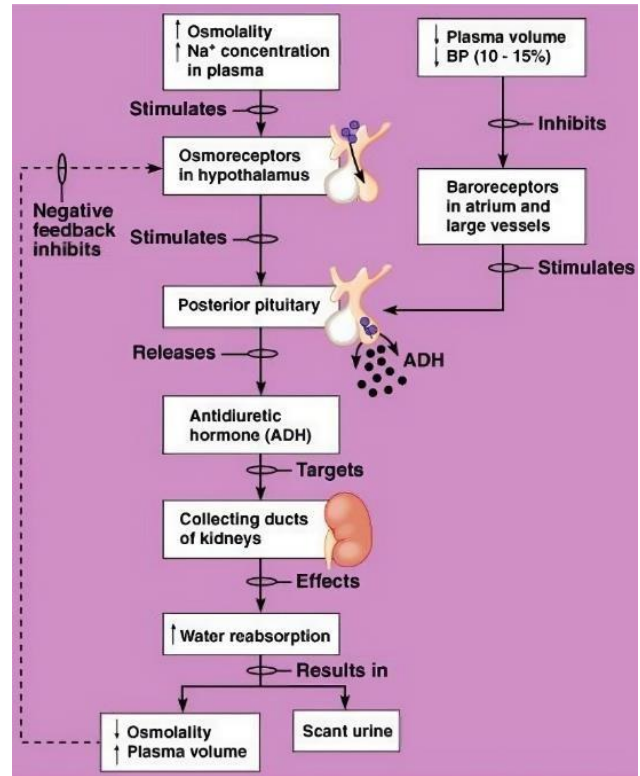 ↑ Osmolality
↑ Na⁺ concentration
in plasma
↓ Plasma volume
↓ BP (10 - 15%)
Stimulates
Inhibits
Osmoreceptors
in hypothalamus
Baroreceptors
in atrium and
large vessels
Negative
feedback
inhibits
Stimulates
Stimulates
Posterior pituitary
Releases
ADH
Antidiuretic
hormone (ADH)
Targets
Collecting ducts
of kidneys
Effects
↑ Water reabsorption
Results in
↓ Osmolality
↑ Plasma volume
Scant urine